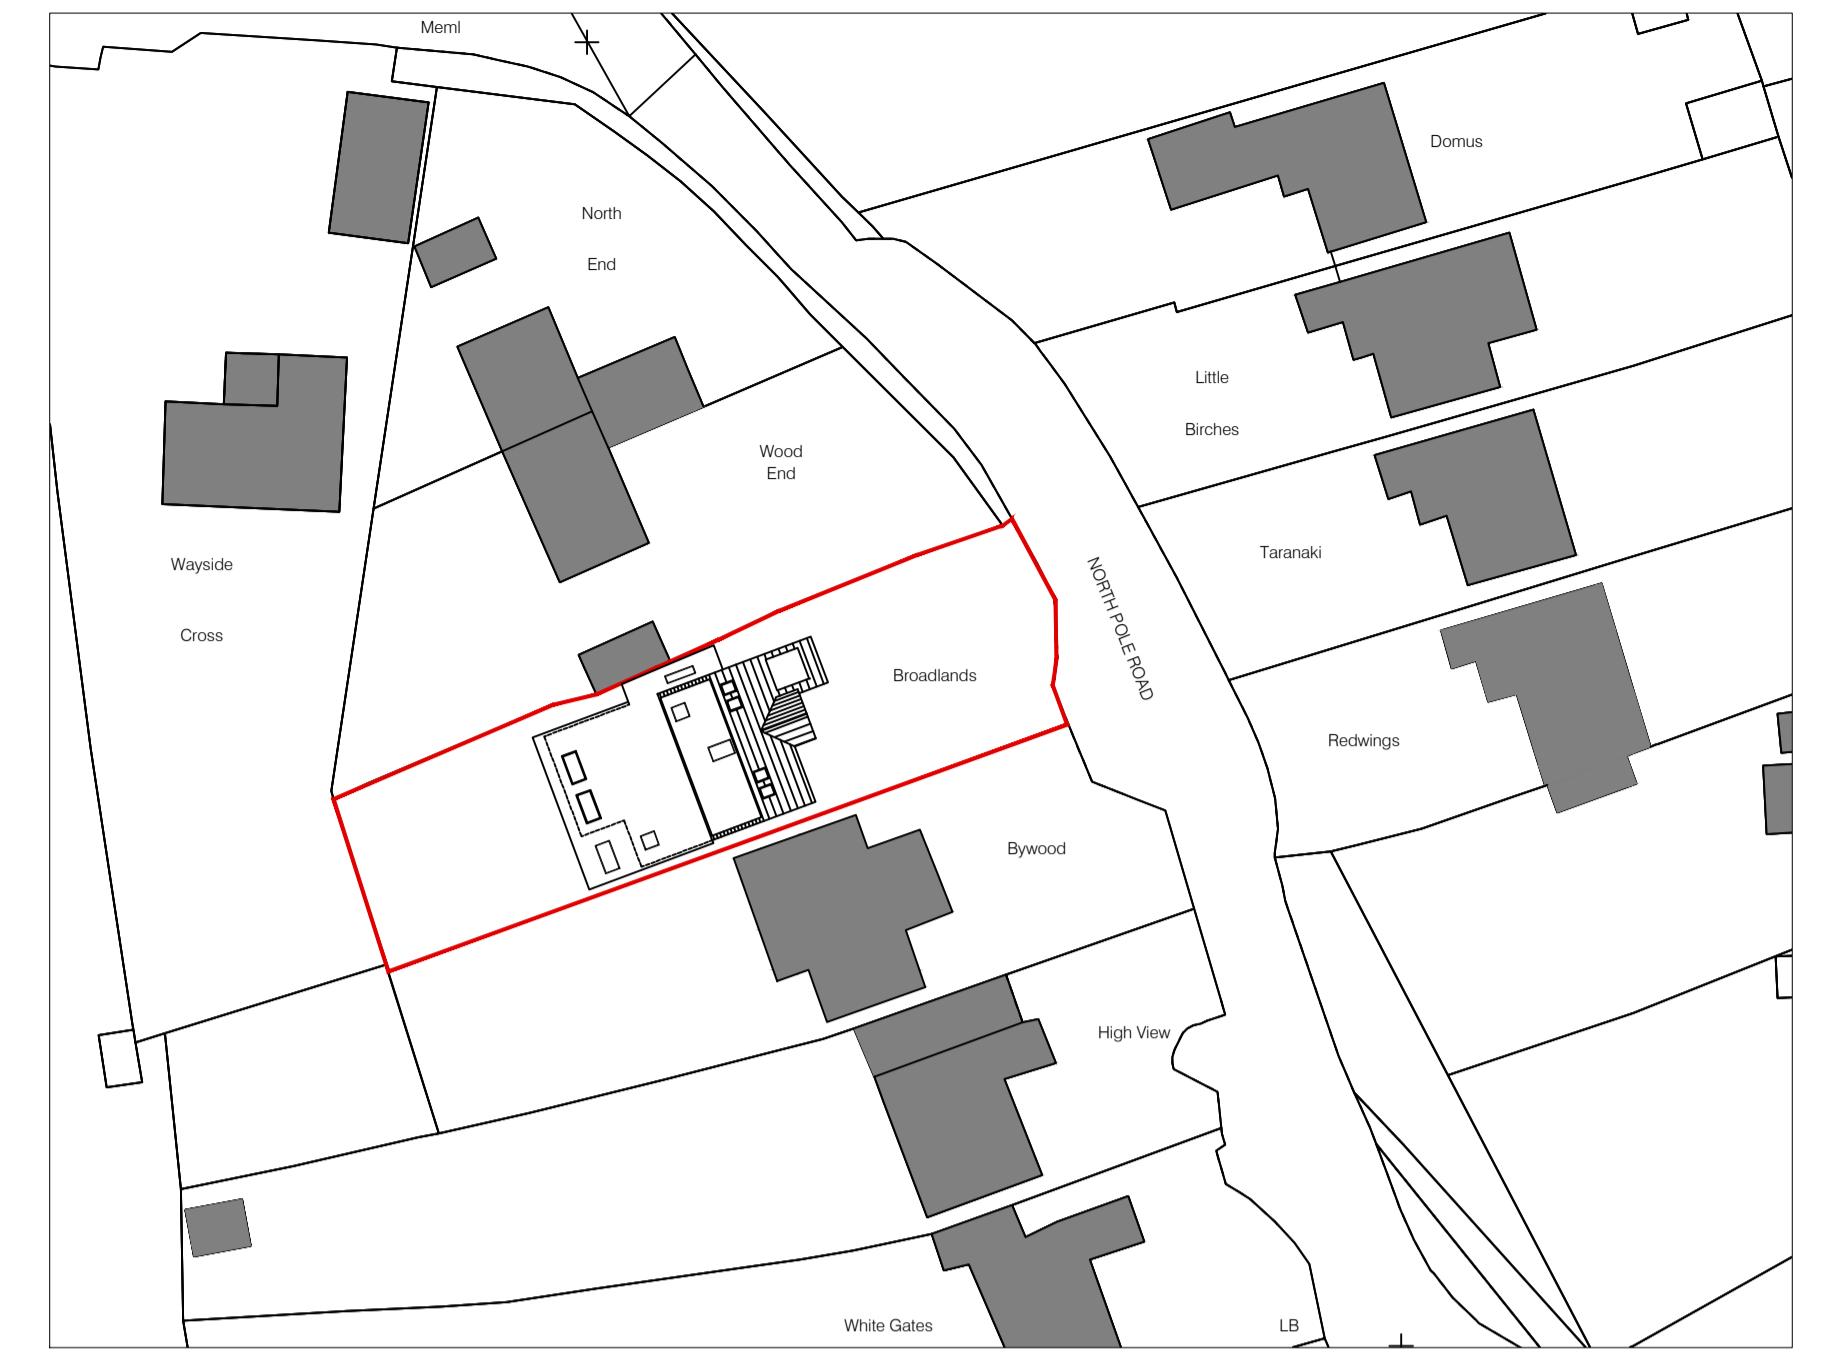 Meml
Domus
North
End
Little
Birches
Wood
End
Taranaki
Wayside
Cross
NORTH POLE ROAD
Broadlands
Redwings
Bywood
High View
White Gates
LB